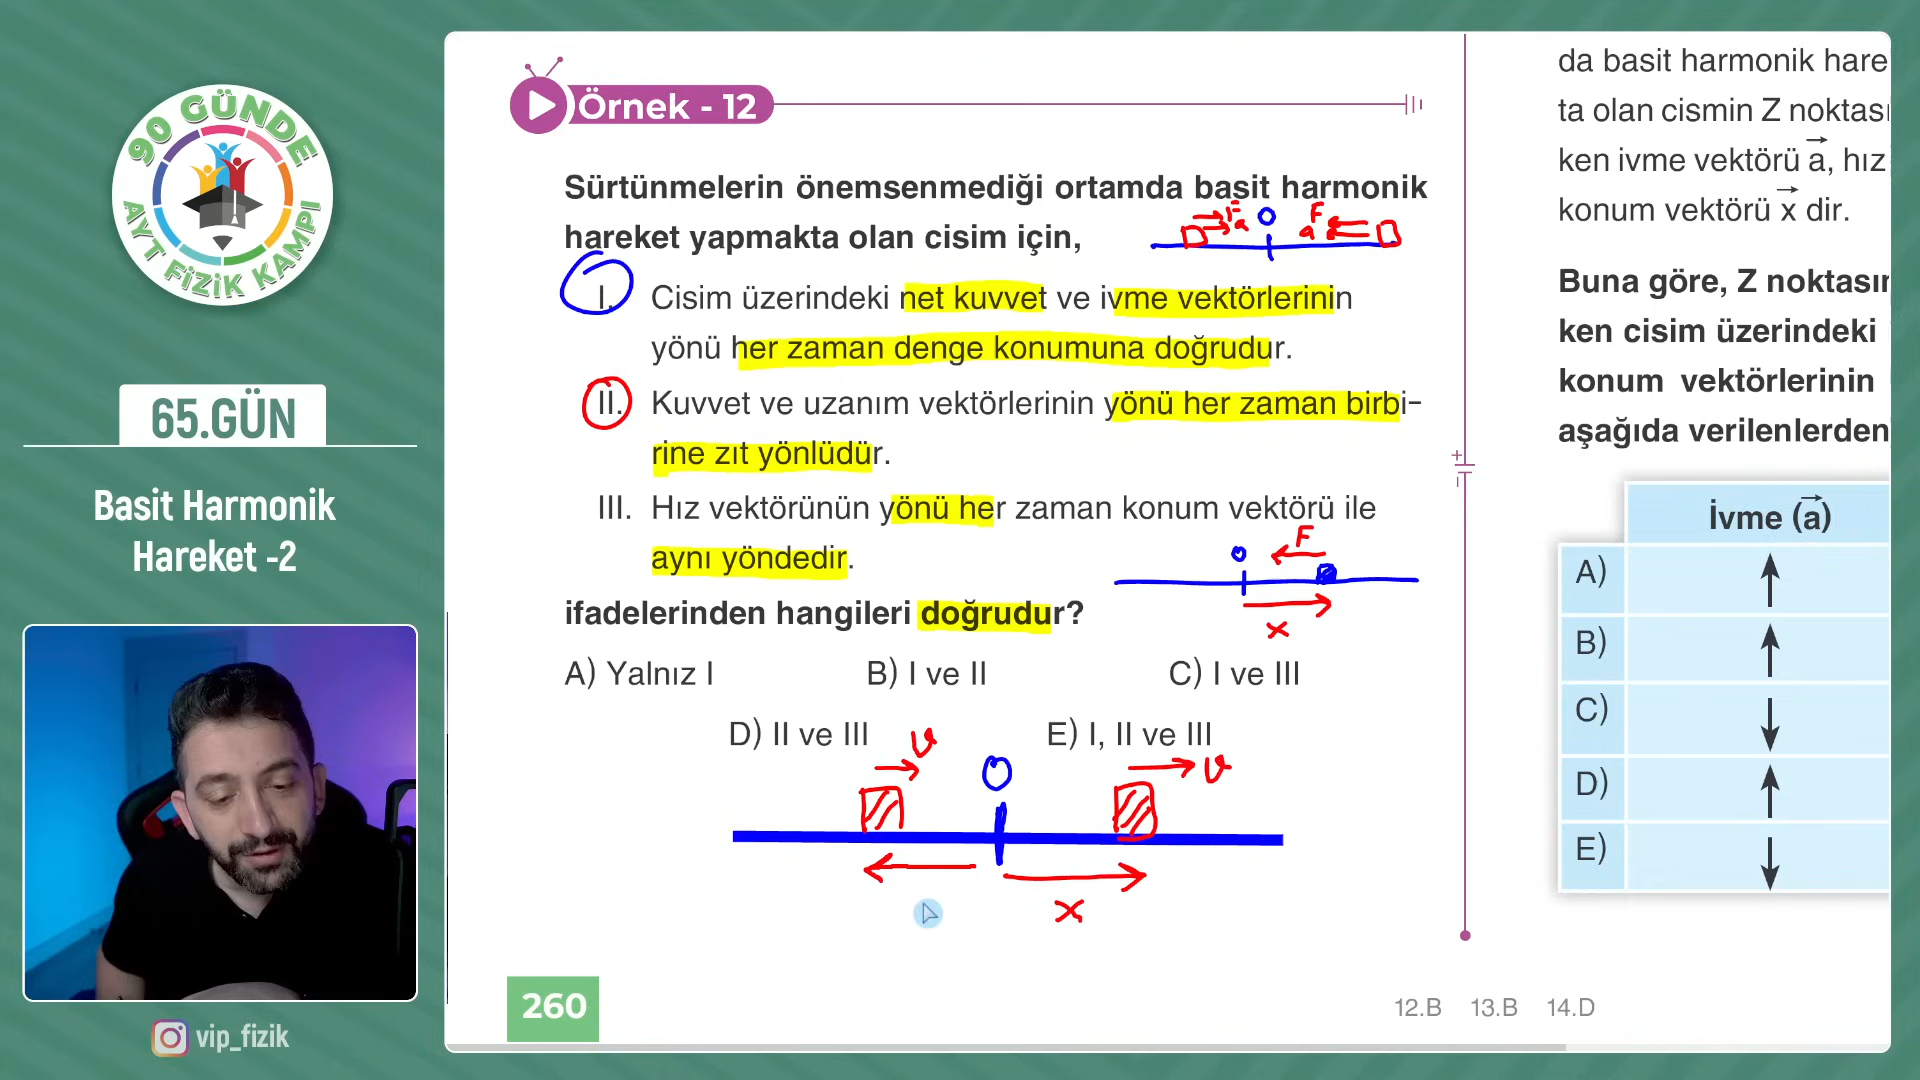 90 GÜNDE
AYT FİZİK KAMPI
65.GÜN
Basit Harmonik
Hareket -2
vip_fizik
Örnek - 12
Sürtünmelerin önemsenmediği ortamda basit harmonik
hareket yapmakta olan cisim için,
F a O F a
I. Cisim üzerindeki net kuvvet ve ivme vektörlerinin
yönü her zaman denge konumuna doğrudur.
II. Kuvvet ve uzanım vektörlerinin yönü her zaman birbi-
rine zıt yönlüdür.
III. Hız vektörünün yönü her zaman konum vektörü ile
aynı yöndedir.
O F
x
ifadelerinden hangileri doğrudur?
A) Yalnız I B) I ve II C) I ve III
D) II ve III E) I, II ve III
v O v
x
260
12.B 13.B 14.D
da basit harmonik hare
ta olan cismin Z noktası
ken ivme vektörü a, hız
konum vektörü x dir.
Buna göre, Z noktasın
ken cisim üzerindeki
konum vektörlerinin
aşağıda verilenlerden
İvme (a)
A) ↑
B) ↑
C) ↓
D) ↑
E) ↓